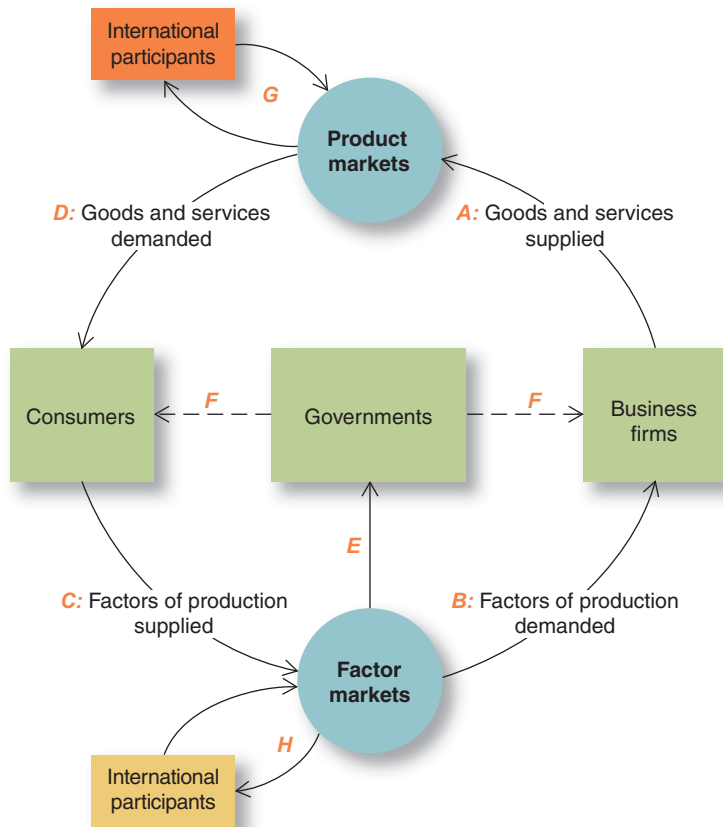 International
participants
G
Product
markets
D: Goods and services
demanded
A: Goods and services
supplied
Consumers
F
Governments
F
Business
firms
E
C: Factors of production
supplied
B: Factors of production
demanded
Factor
markets
H
International
participants